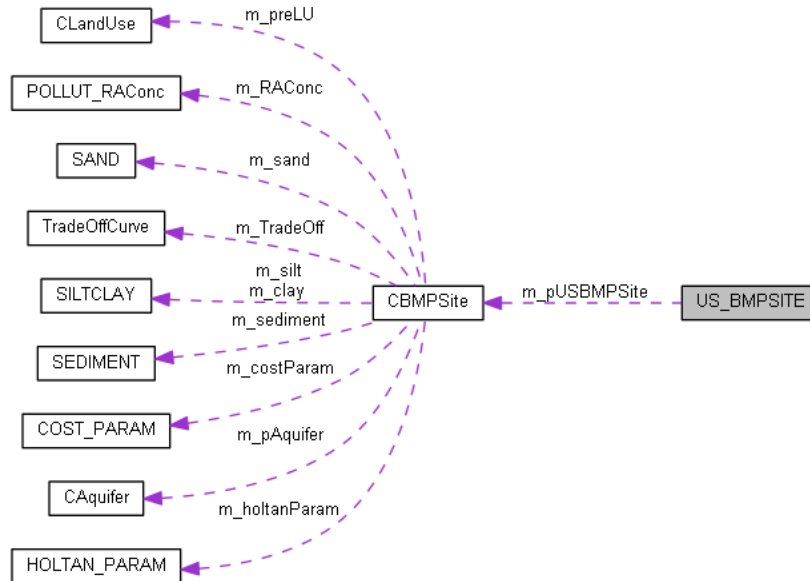 CLandUse
m_preLU
POLLUT_RAConc
m_RAConc
SAND
m_sand
TradeOffCurve
m_TradeOff
SILTCLAY
m_silt
m_clay
CBMPSite
m_pUSBMPSite
US_BMPSITE
m_sediment
SEDIMENT
m_costParam
COST_PARAM
m_pAquifer
CAquifer
m_holtanParam
HOLTAN_PARAM